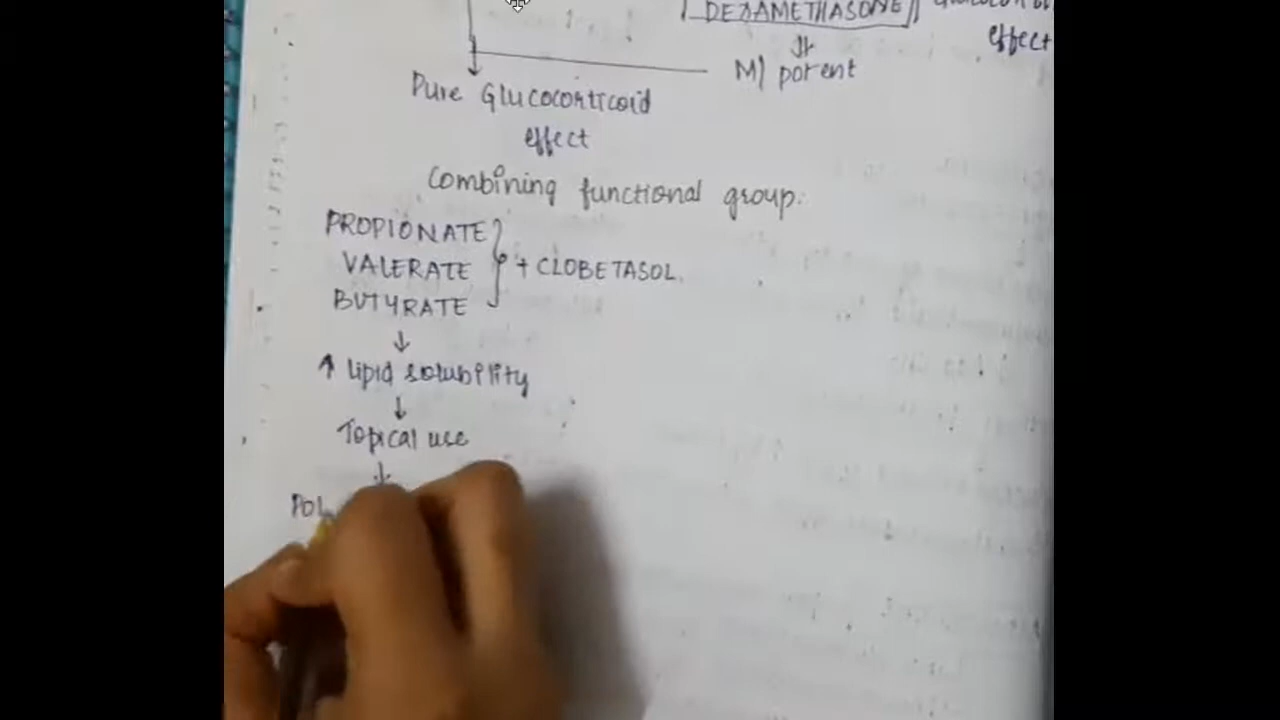 DEXAMETHASONE
effect
M) potent
Pure Glucocorticoid
effect
Combining functional group.
PROPIONATE
VALERATE + CLOBETASOL
BUTYRATE
↓
↑ Lipid solubility
↓
Topical use
↓